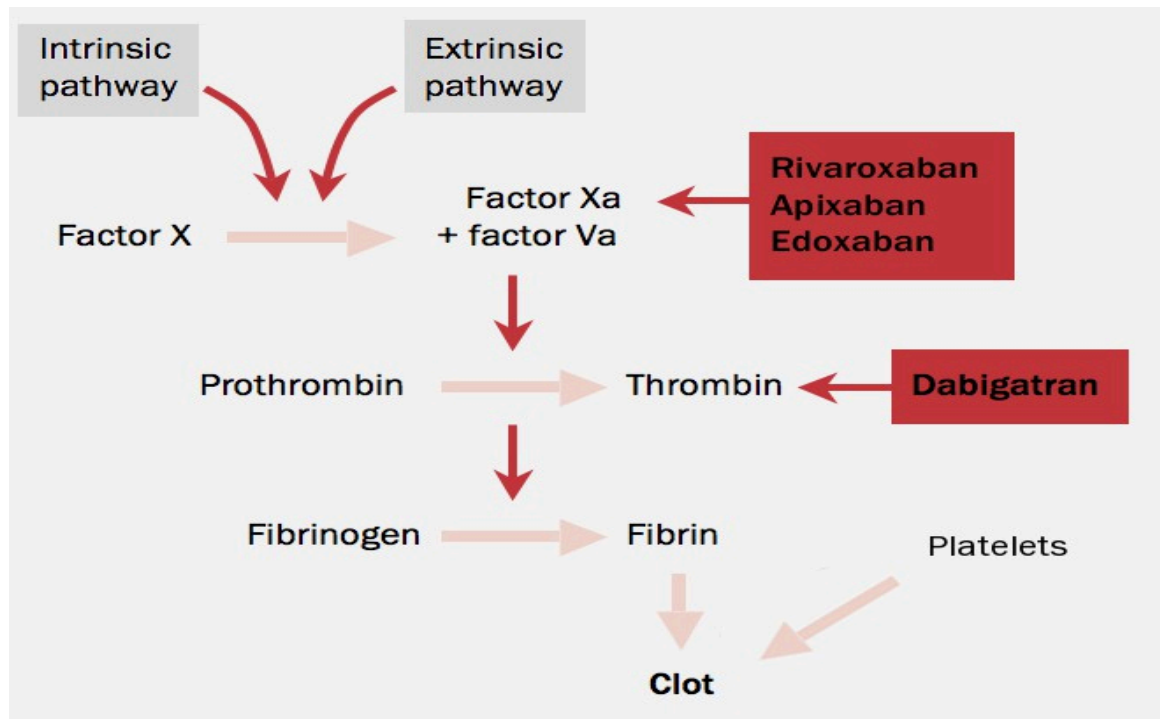 Intrinsic
pathway
Extrinsic
pathway
Rivaroxaban
Apixaban
Edoxaban
Factor X
Factor Xa
+ factor Va
Prothrombin
Thrombin
Dabigatran
Fibrinogen
Fibrin
Platelets
Clot